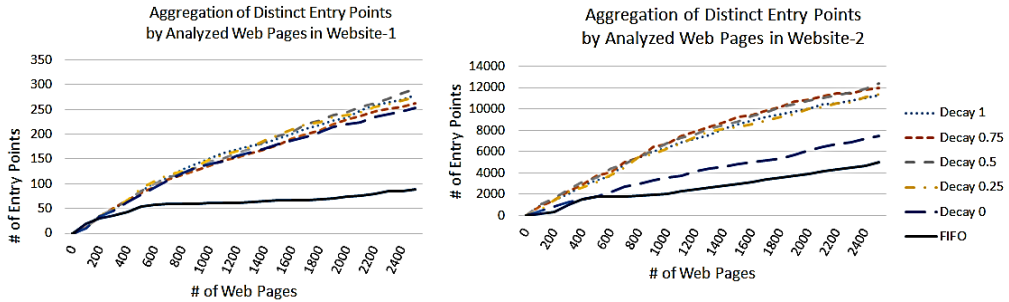 Aggregation of Distinct Entry Points
by Analyzed Web Pages in Website-1
350
300
250
200
150
100
50
0
# of Entry Points
0 200 400 600 800 1000 1200 1400 1600 1800 2000 2200 2400
# of Web Pages
Aggregation of Distinct Entry Points
by Analyzed Web Pages in Website-2
14000
12000
10000
8000
6000
4000
2000
0
# of Entry Points
0 200 400 600 800 1000 1200 1400 1600 1800 2000 2200 2400
# of Web Pages
Decay 1
Decay 0.75
Decay 0.5
Decay 0.25
Decay 0
FIFO